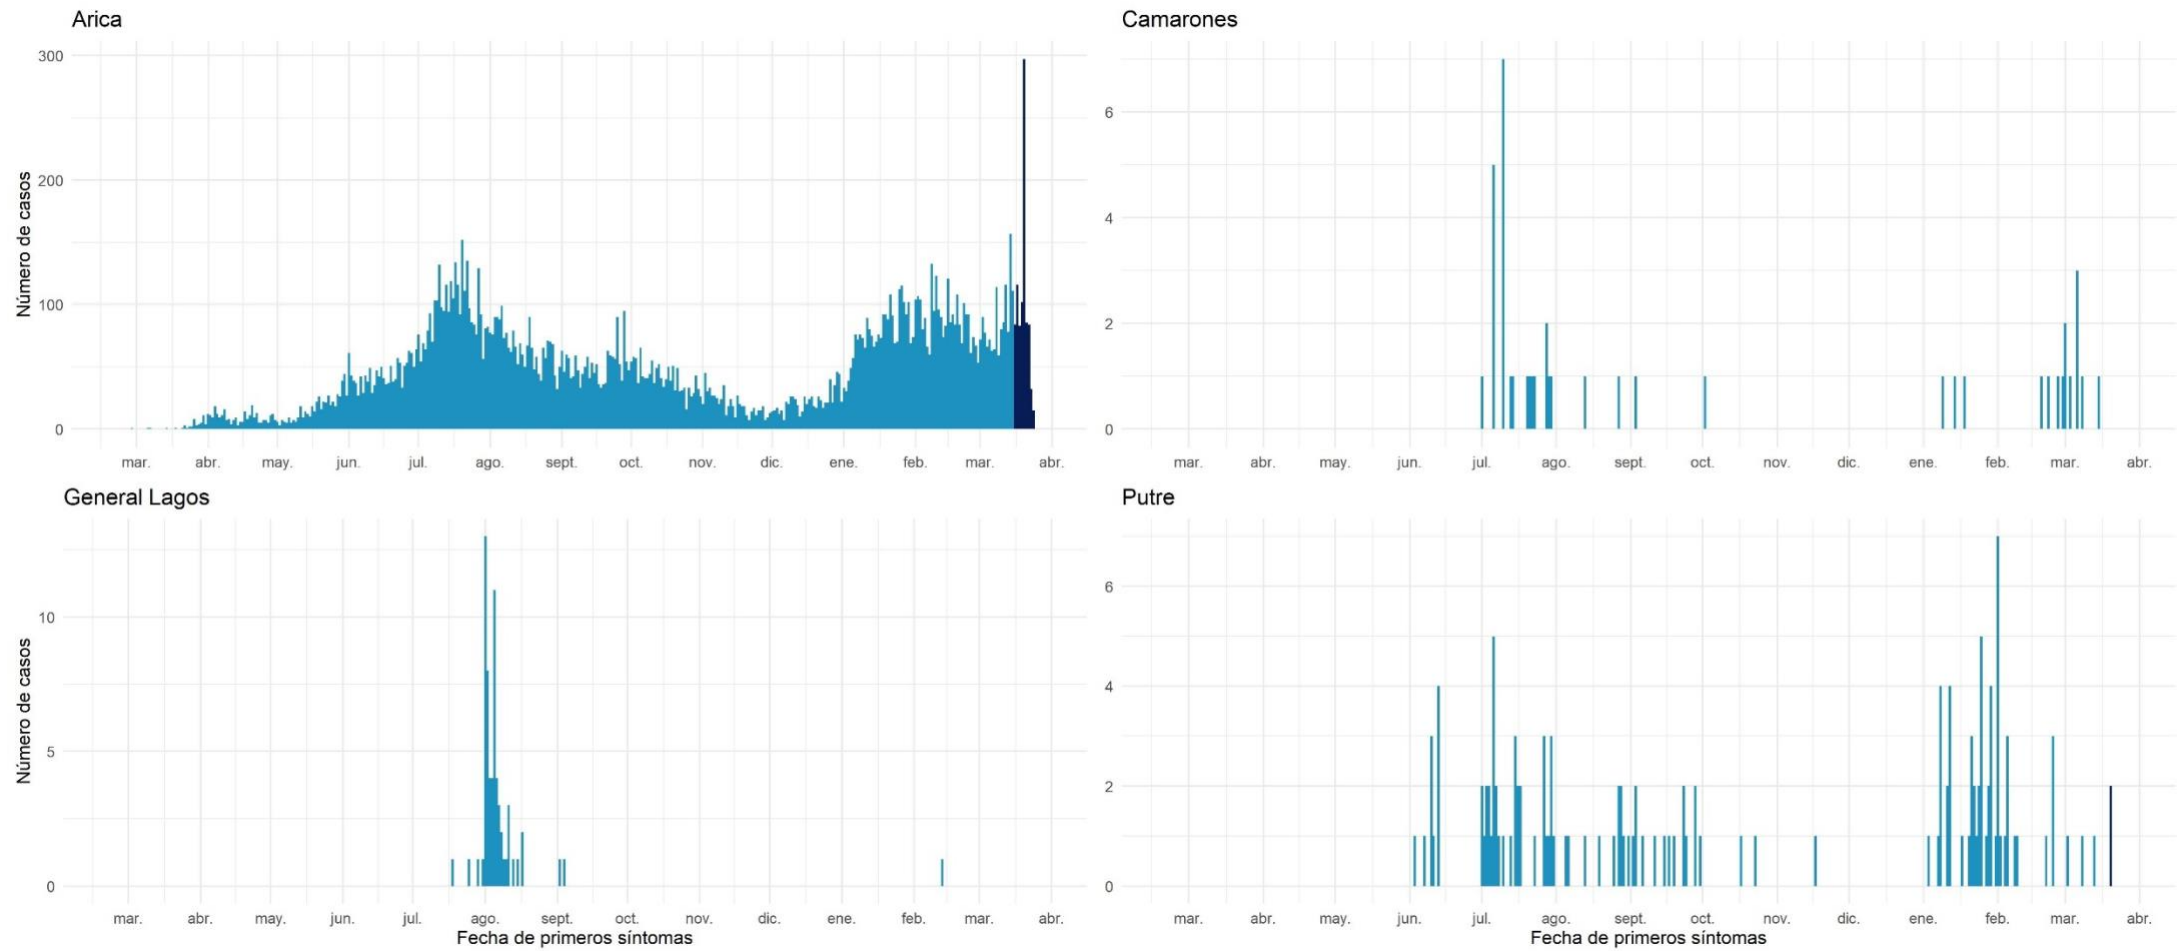 Arica
Número de casos
300
200
100
0
mar. abr. may. jun. jul. ago. sept. oct. nov. dic. ene. feb. mar. abr.
Camarones
6
4
2
0
mar. abr. may. jun. jul. ago. sept. oct. nov. dic. ene. feb. mar. abr.
General Lagos
Número de casos
10
5
0
mar. abr. may. jun. jul. ago. sept. oct. nov. dic. ene. feb. mar. abr.
Fecha de primeros síntomas
Putre
6
4
2
0
mar. abr. may. jun. jul. ago. sept. oct. nov. dic. ene. feb. mar. abr.
Fecha de primeros síntomas